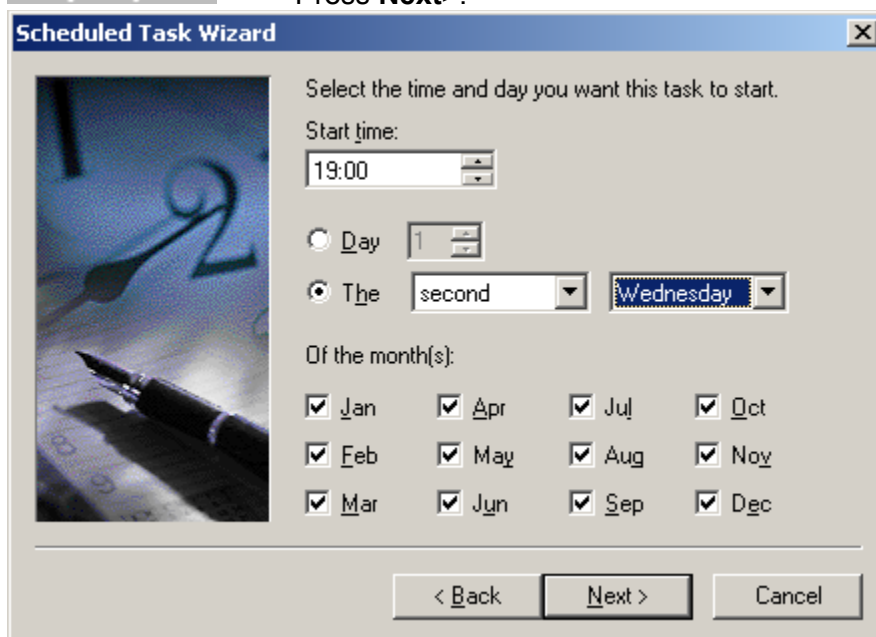 Press Next>.
Scheduled Task Wizard
Select the time and day you want this task to start.
Start time:
19:00
Day 1
The second Wednesday
Of the month(s):
Jan Apr Jul Oct
Feb May Aug Nov
Mar Jun Sep Dec
< Back Next > Cancel